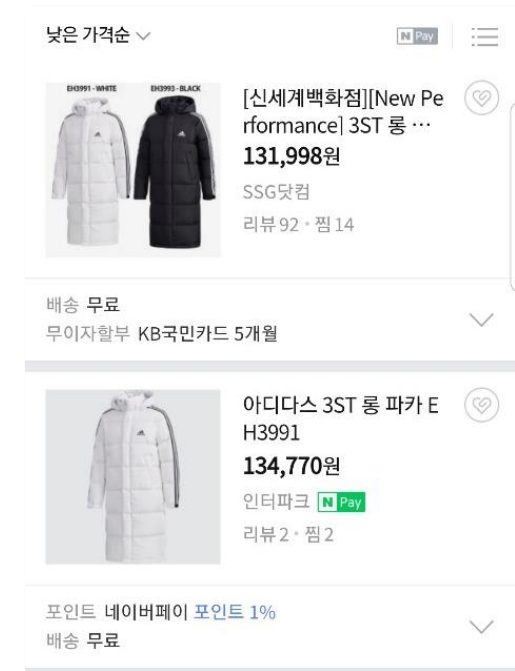 낮은 가격순
N Pay
EH3991 - WHITE EH3993 - BLACK
[신세계백화점][New Pe
rformance] 3ST 롱 ⋯
131,998원
SSG닷컴
리뷰 92 · 찜 14
배송 무료
무이자할부 KB국민카드 5개월
아디다스 3ST 롱 파카 E
H3991
134,770원
인터파크 N Pay
리뷰 2 · 찜 2
포인트 네이버페이 포인트 1%
배송 무료